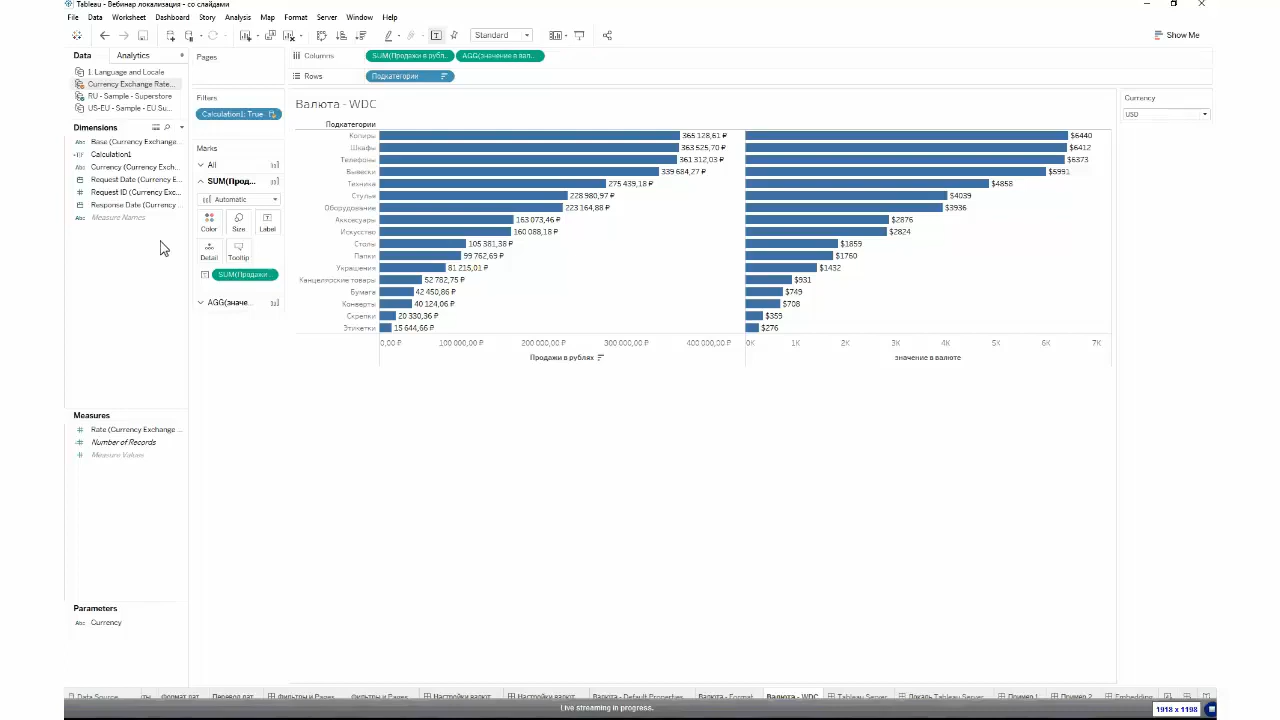 Tableau - Вебинар локализация - со слайдами
File Data Worksheet Dashboard Story Analysis Map Format Server Window Help
Standard
Show Me
Data Analytics
1. Language and Locale
Currency Exchange Rate...
RU - Sample - Superstore
US-EU - Sample - EU Su...
Dimensions
Abc Base (Currency Exchange...
Calculation1
Abc Currency (Currency Exch...
Request Date (Currency E...
Request ID (Currency Exc...
Response Date (Currency ...
Abc Measure Names
Measures
Rate (Currency Exchange ...
Number of Records
Measure Values
Parameters
Abc Currency
Pages
Filters
Calculation1: True
Marks
All
SUM(Прод...
Automatic
Color Size Label
Detail Tooltip
SUM(Продажи...
AGG(значе...
Columns SUM(Продажи в рубл.. AGG(значение в вал..
Rows Подкатегории
Валюта - WDC
Подкатегории
Копиры 365 128,61 ₽ $6440
Шкафы 363 525,70 ₽ $6412
Телефоны 361 312,03 ₽ $6373
Вывески 339 684,27 ₽ $5991
Техника 275 439,18 ₽ $4858
Стулья 228 980,97 ₽ $4039
Оборудование 223 164,88 ₽ $3936
Акксесуары 163 073,46 ₽ $2876
Искусство 160 088,18 ₽ $2824
Столы 105 381,38 ₽ $1859
Папки 99 762,69 ₽ $1760
Украшения 81 215,01 ₽ $1432
Канцелярские товары 52 782,75 ₽ $931
Бумага 42 450,86 ₽ $749
Конверты 40 124,06 ₽ $708
Скрепки 20 330,36 ₽ $359
Этикетки 15 644,66 ₽ $276
0,00 ₽ 100 000,00 ₽ 200 000,00 ₽ 300 000,00 ₽ 400 000,00 ₽ 0K 1K 2K 3K 4K 5K 6K 7K
Продажи в рублях значение в валюте
Currency
USD
Data Source Формат дат Перевод дат Фильтры и Pages Фильтры и Pages Настройки валют Настройки валют Валюта - Default Properties Валюта - Format Валюта - WDC Tableau Server Локаль Tableau Server Пример 1 Пример 2 Embedding
Live streaming in progress.
1918 x 1198